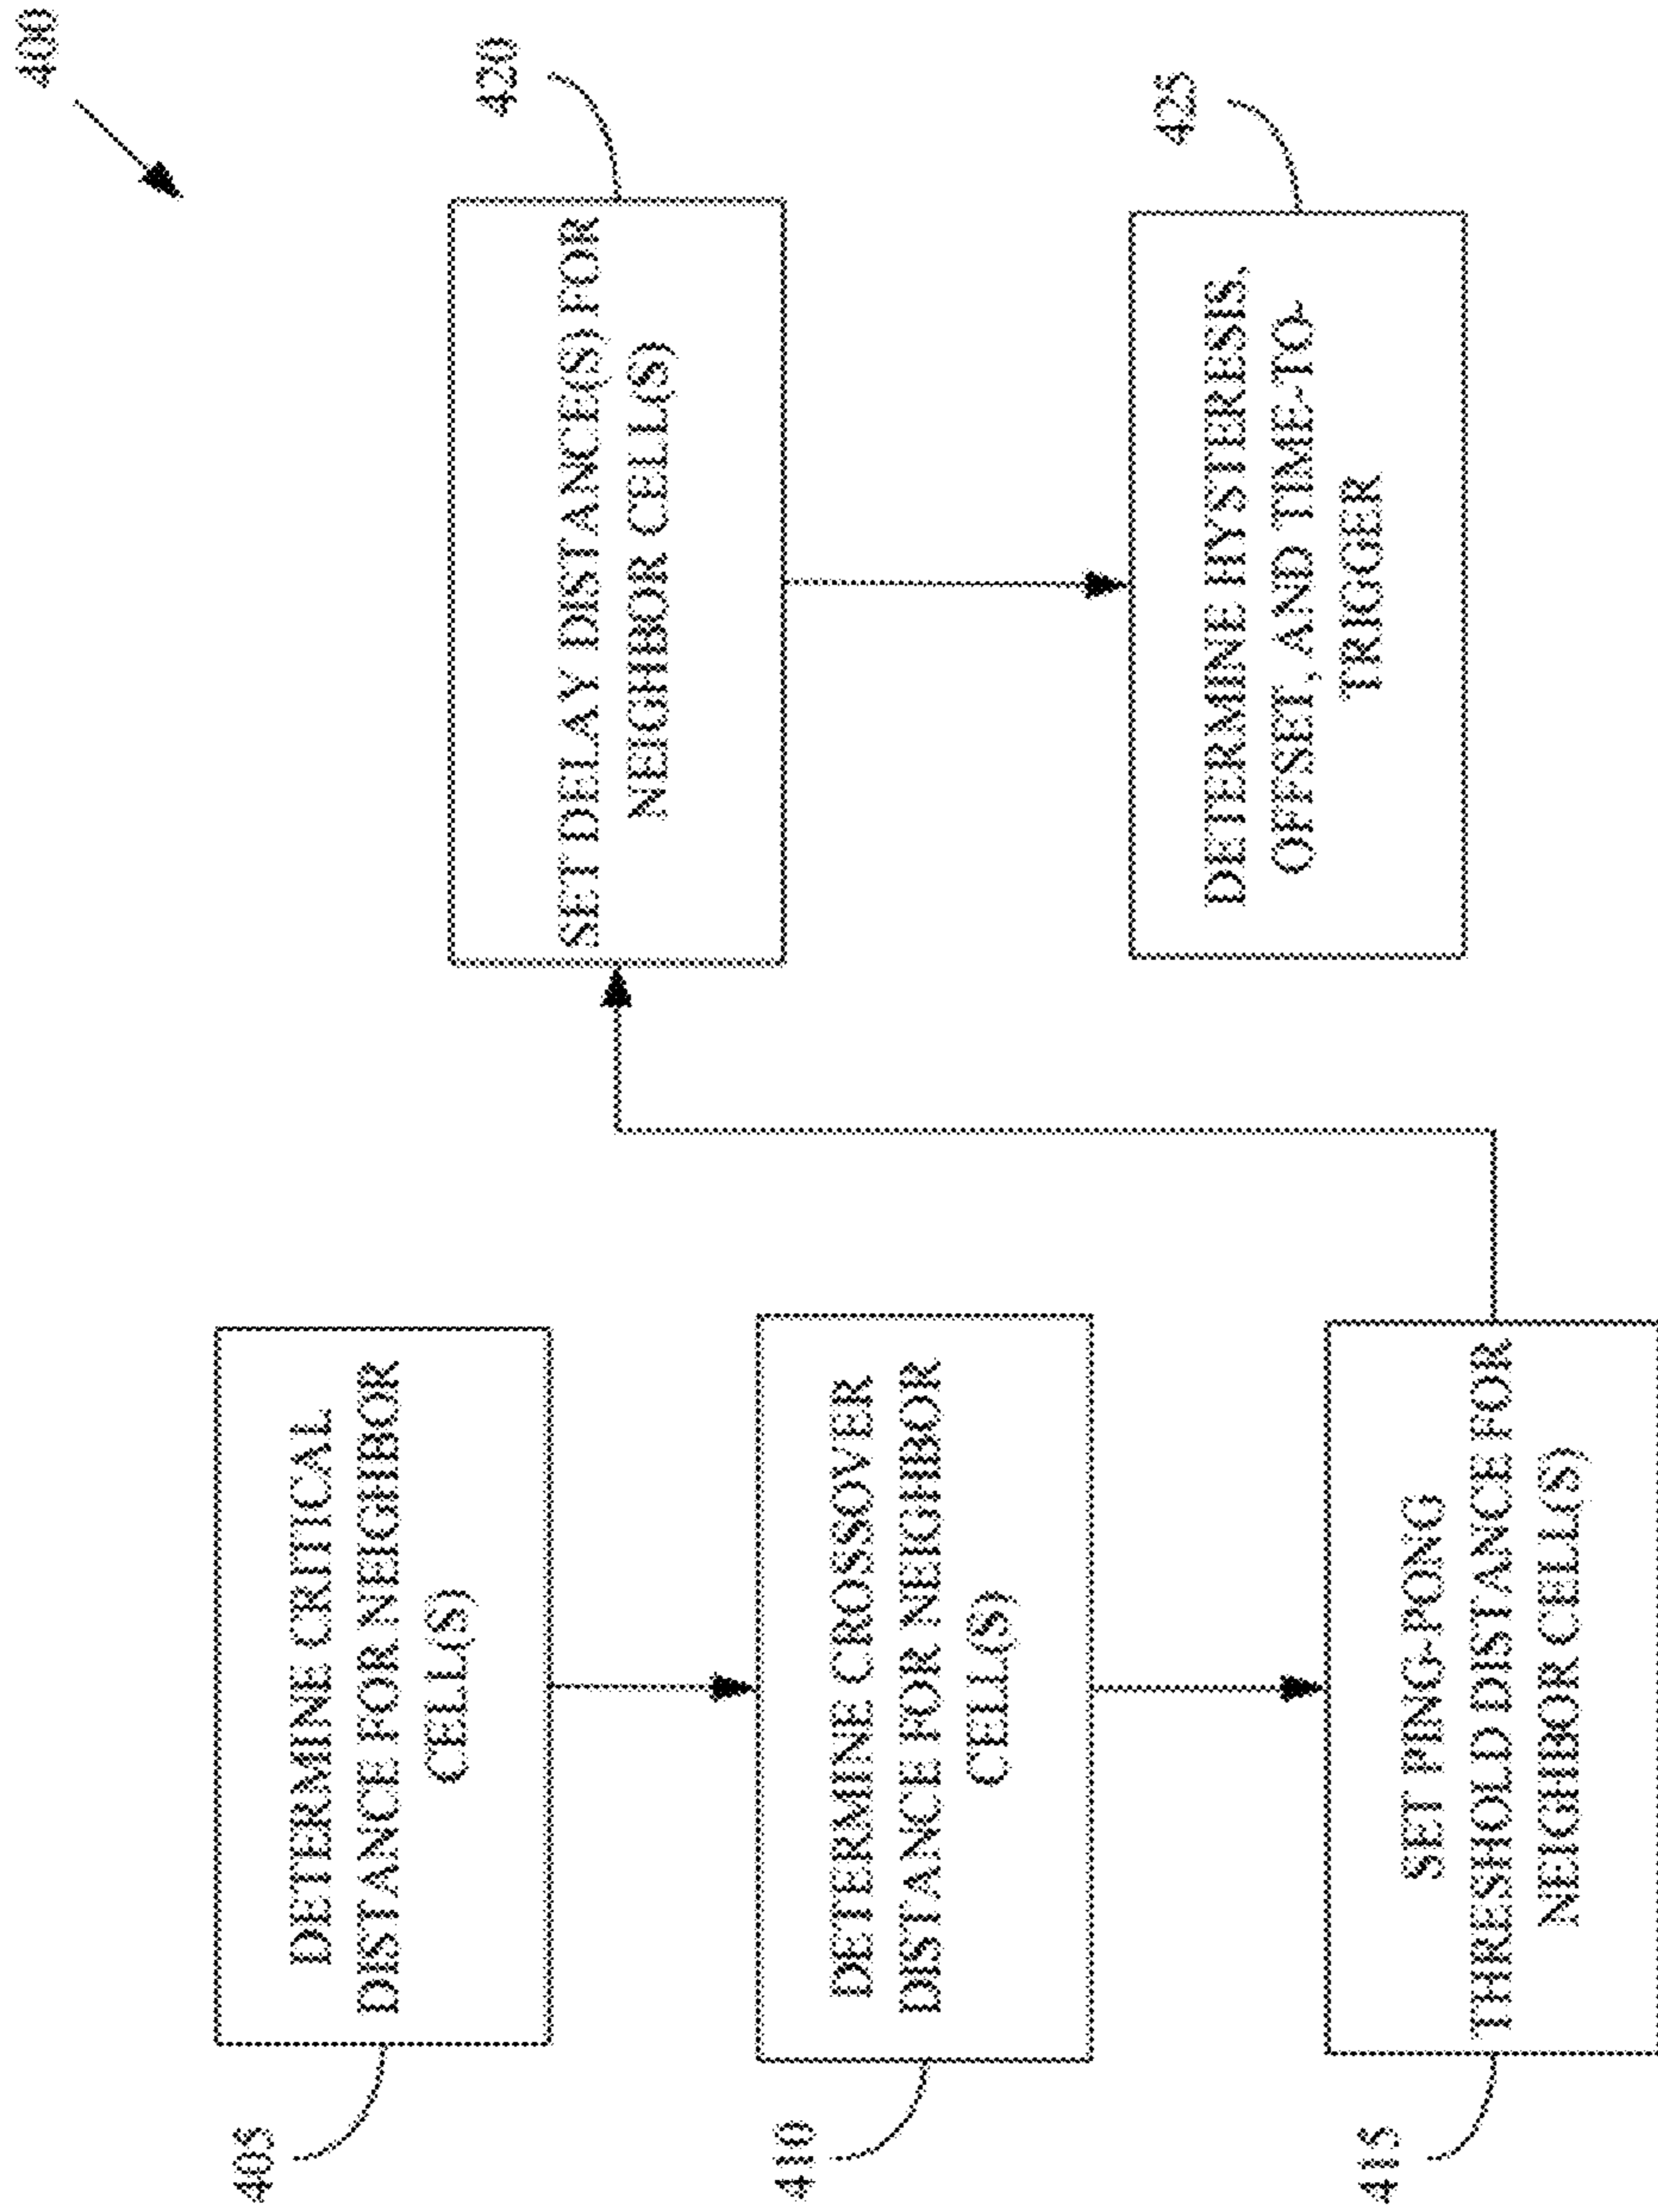 400
405
DETERMINE CRITICAL
DISTANCE FOR NEIGHBOR
CELL(S)
410
DETERMINE CROSSOVER
DISTANCE FOR NEIGHBOR
CELL(S)
415
SET PING-PONG
THRESHOLD DISTANCE FOR
NEIGHBOR CELL(S)
420
SET DELAY DISTANCE(S) FOR
NEIGHBOR CELL(S)
425
DETERMINE HYSTERESIS,
OFFSET, AND TIME-TO-
TRIGGER